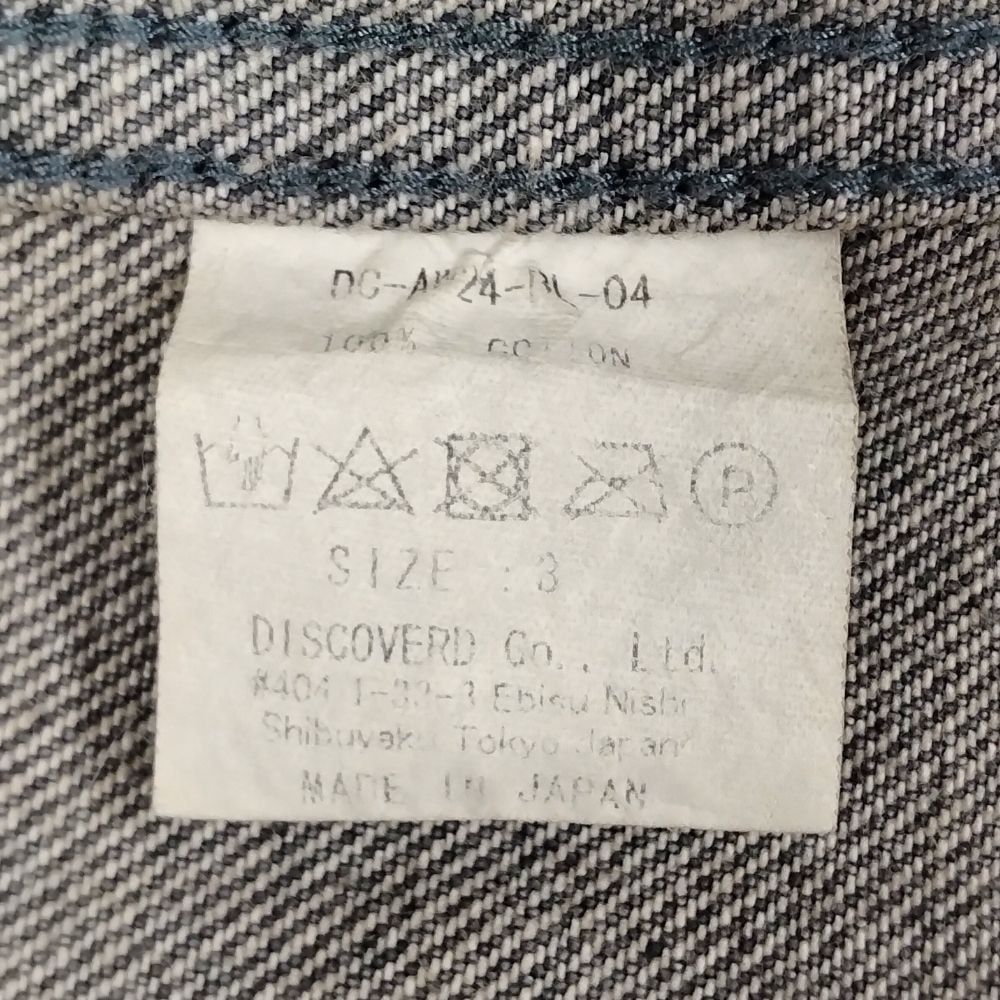 DC-AW24-BL-04
100% COTTON
P
SIZE : 3
DISCOVERD Co., Ltd.
#404 1-33-3 Ebisu Nishi
Shibuyaku Tokyo Japan
MADE IN JAPAN